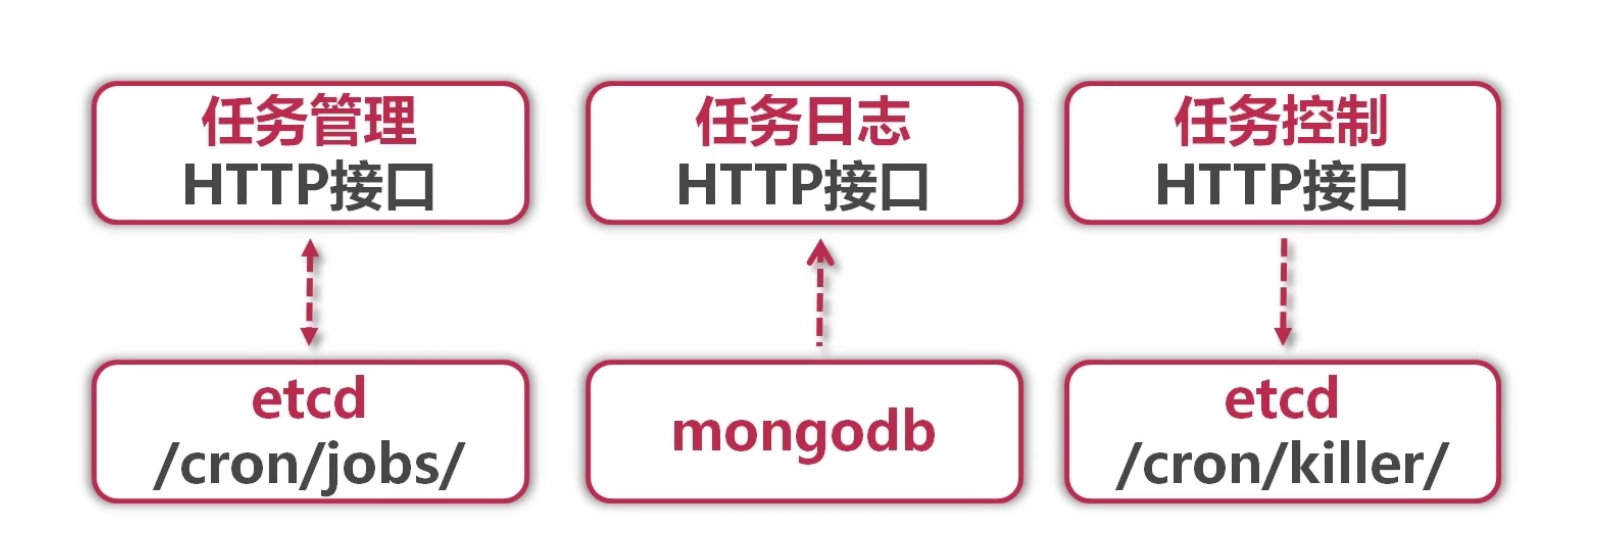 任务管理
HTTP接口
任务日志
HTTP接口
任务控制
HTTP接口
etcd
/cron/jobs/
mongodb
etcd
/cron/killer/